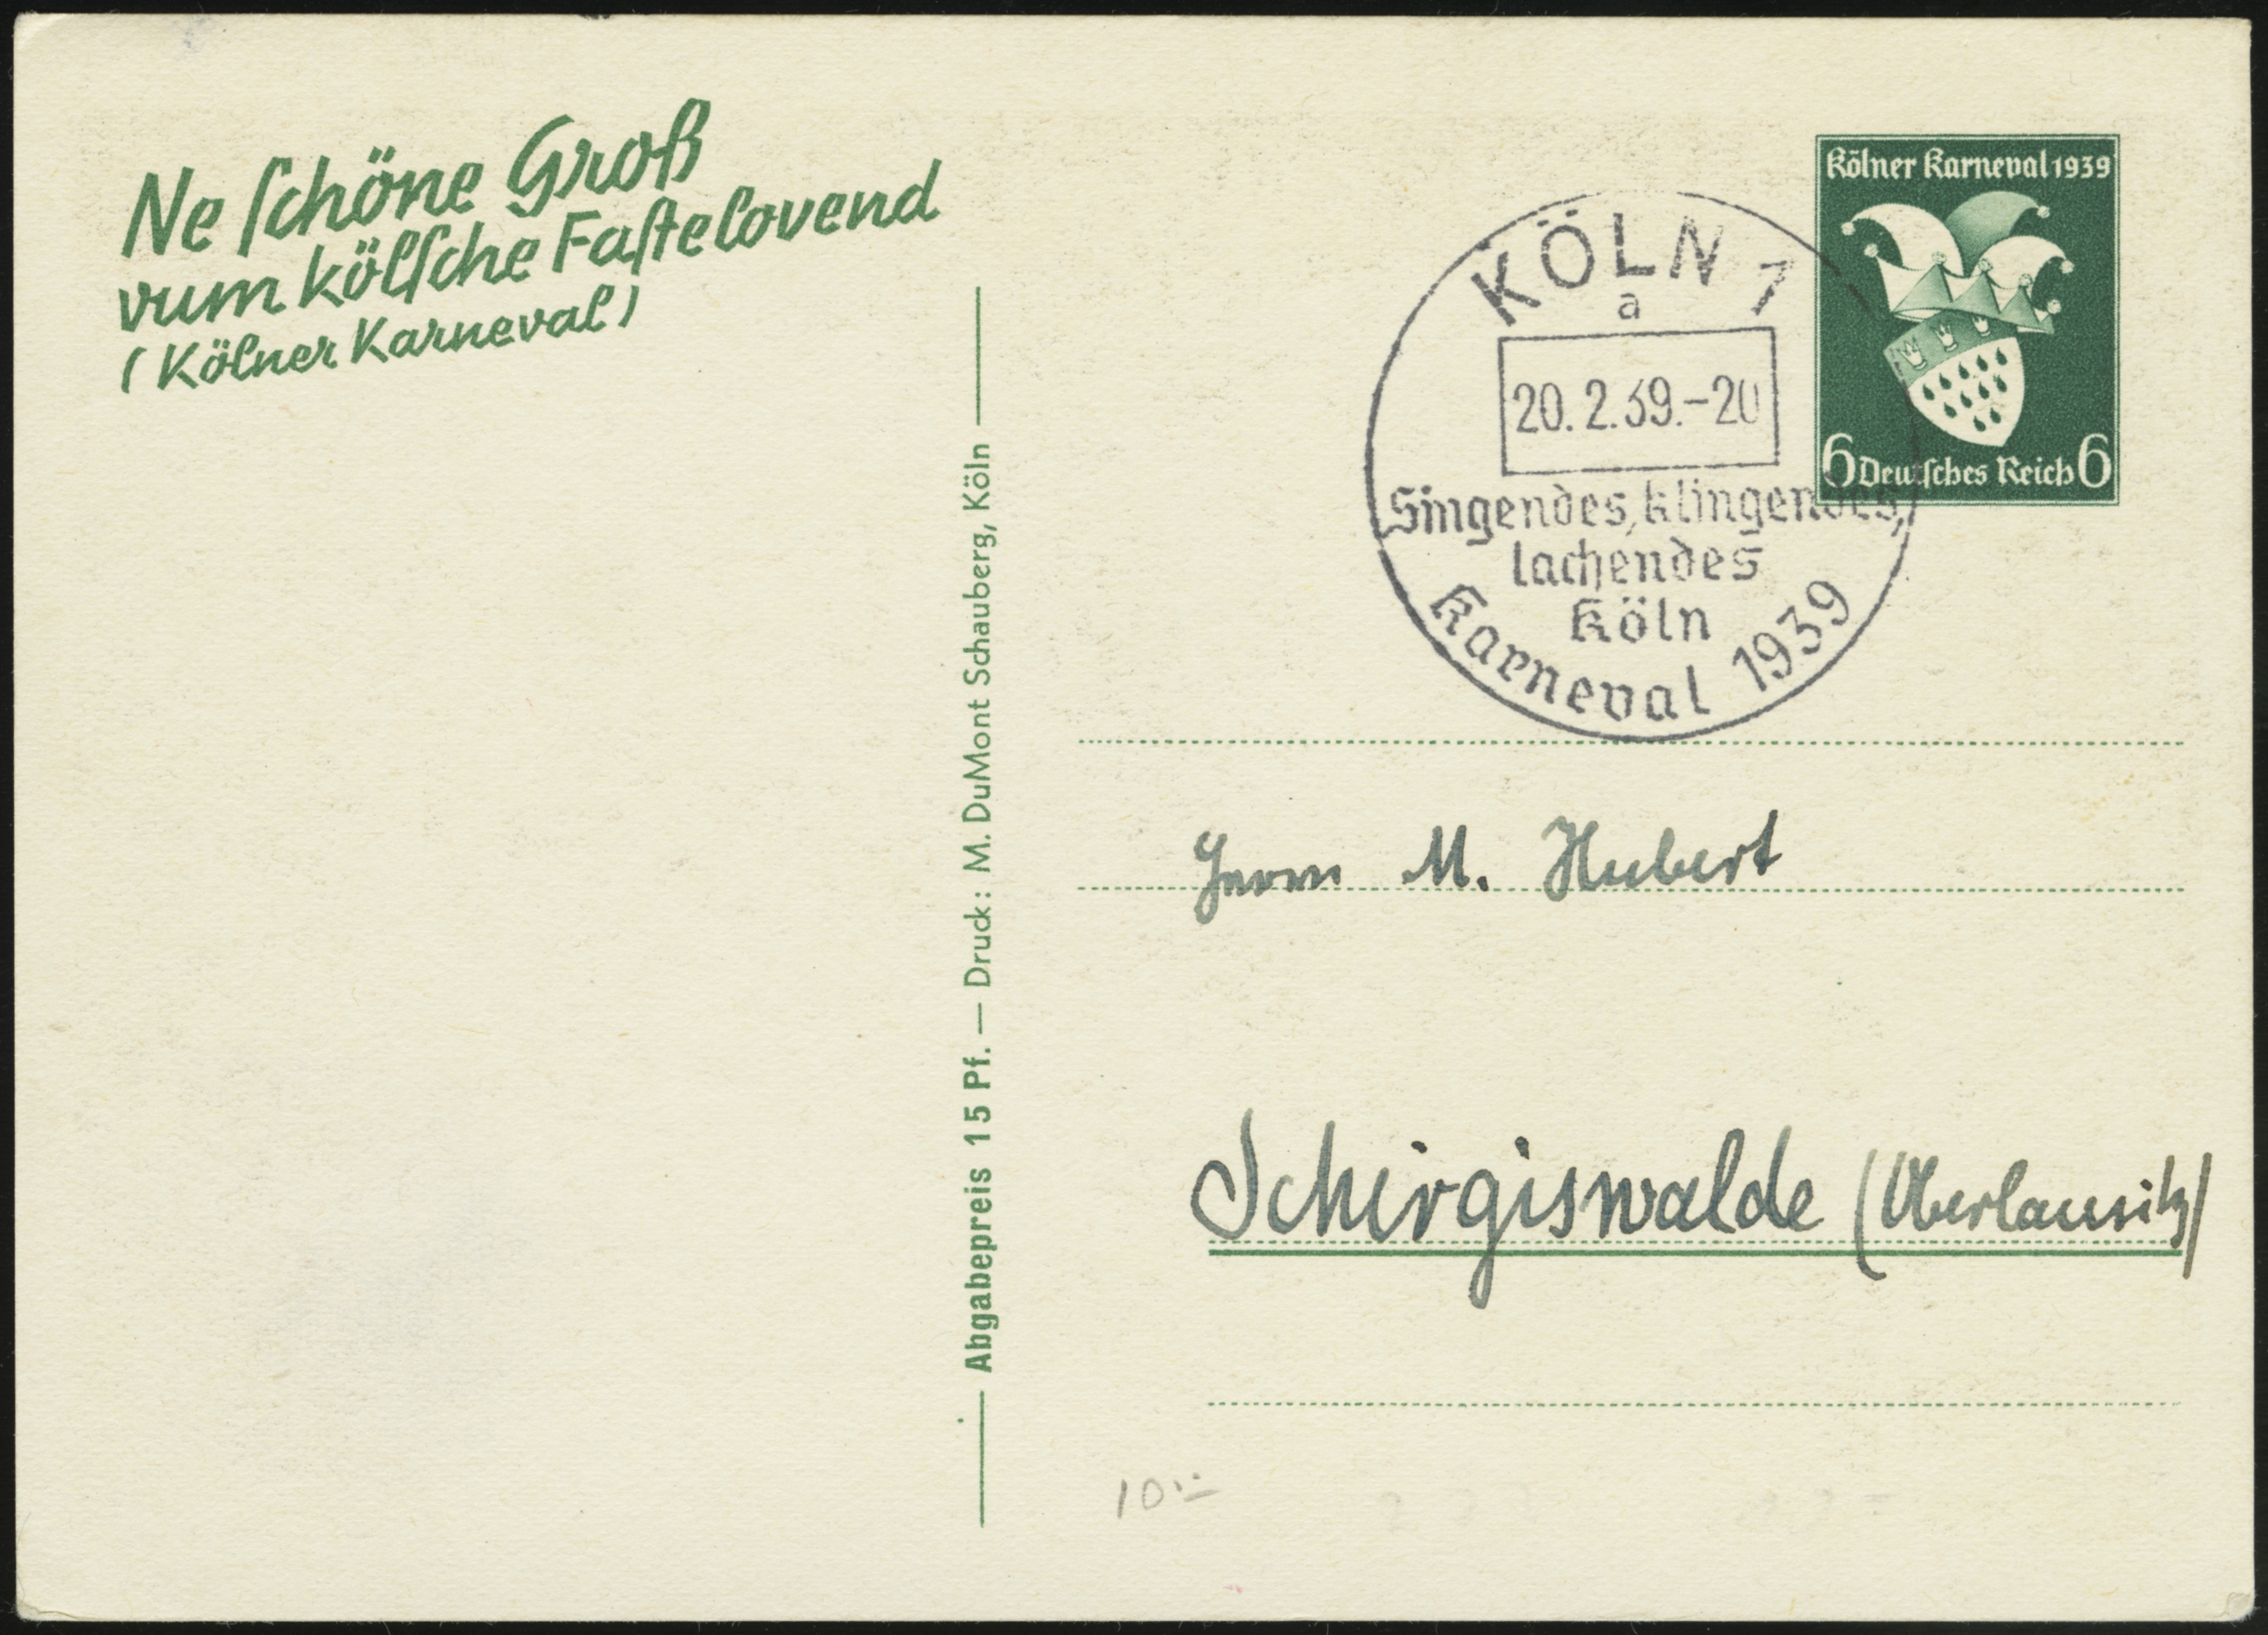 Ne ſchöne Groß
vum kölſche Faſtelovend
(Kölner Karneval)
Abgabepreis 15 Pf. — Druck: M. DuMont Schauberg, Köln
Kölner Karneval 1939
6 Deutſches Reich 6
KÖLN 1
a
20.2.39.-20
Singendes, klingendes,
lachendes
Köln
Karneval 1939
Herrn M. Hubert
Schirgiswalde (Oberlausitz)
10.-